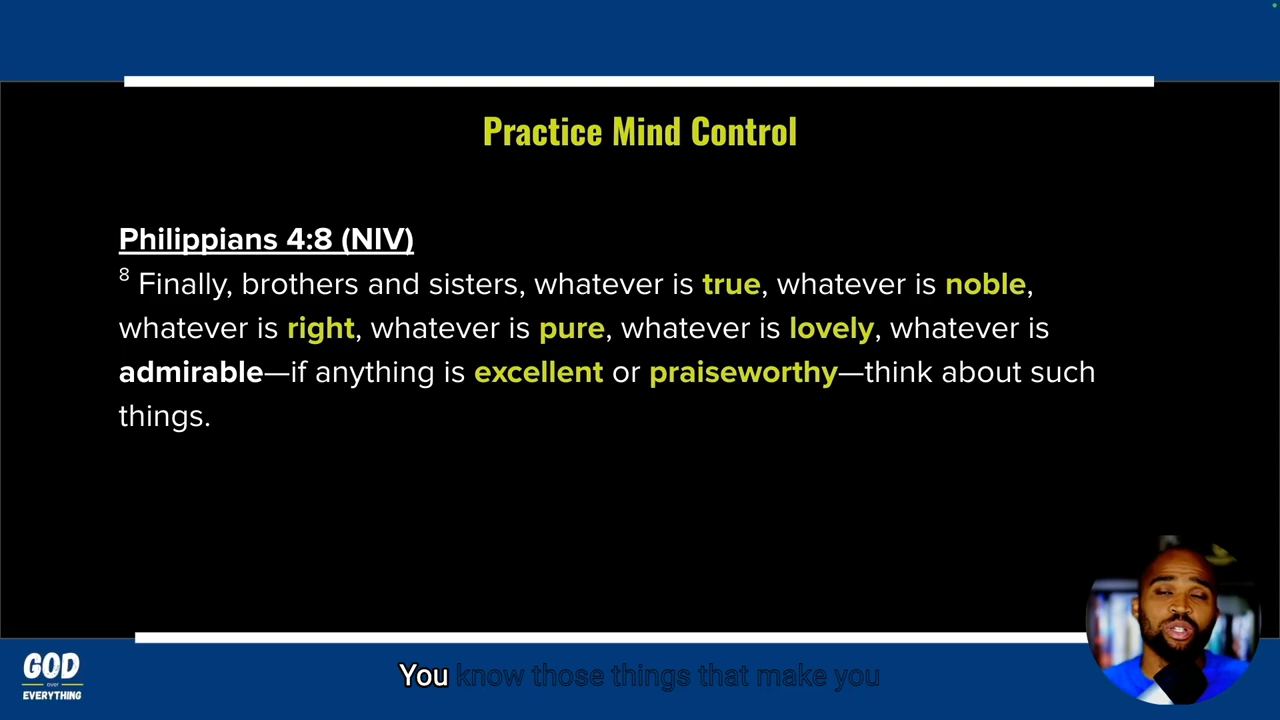 Practice Mind Control
Philippians 4:8 (NIV)
8 Finally, brothers and sisters, whatever is true, whatever is noble,
whatever is right, whatever is pure, whatever is lovely, whatever is
admirable—if anything is excellent or praiseworthy—think about such
things.
GOD
OVER
EVERYTHING
You know those things that make you